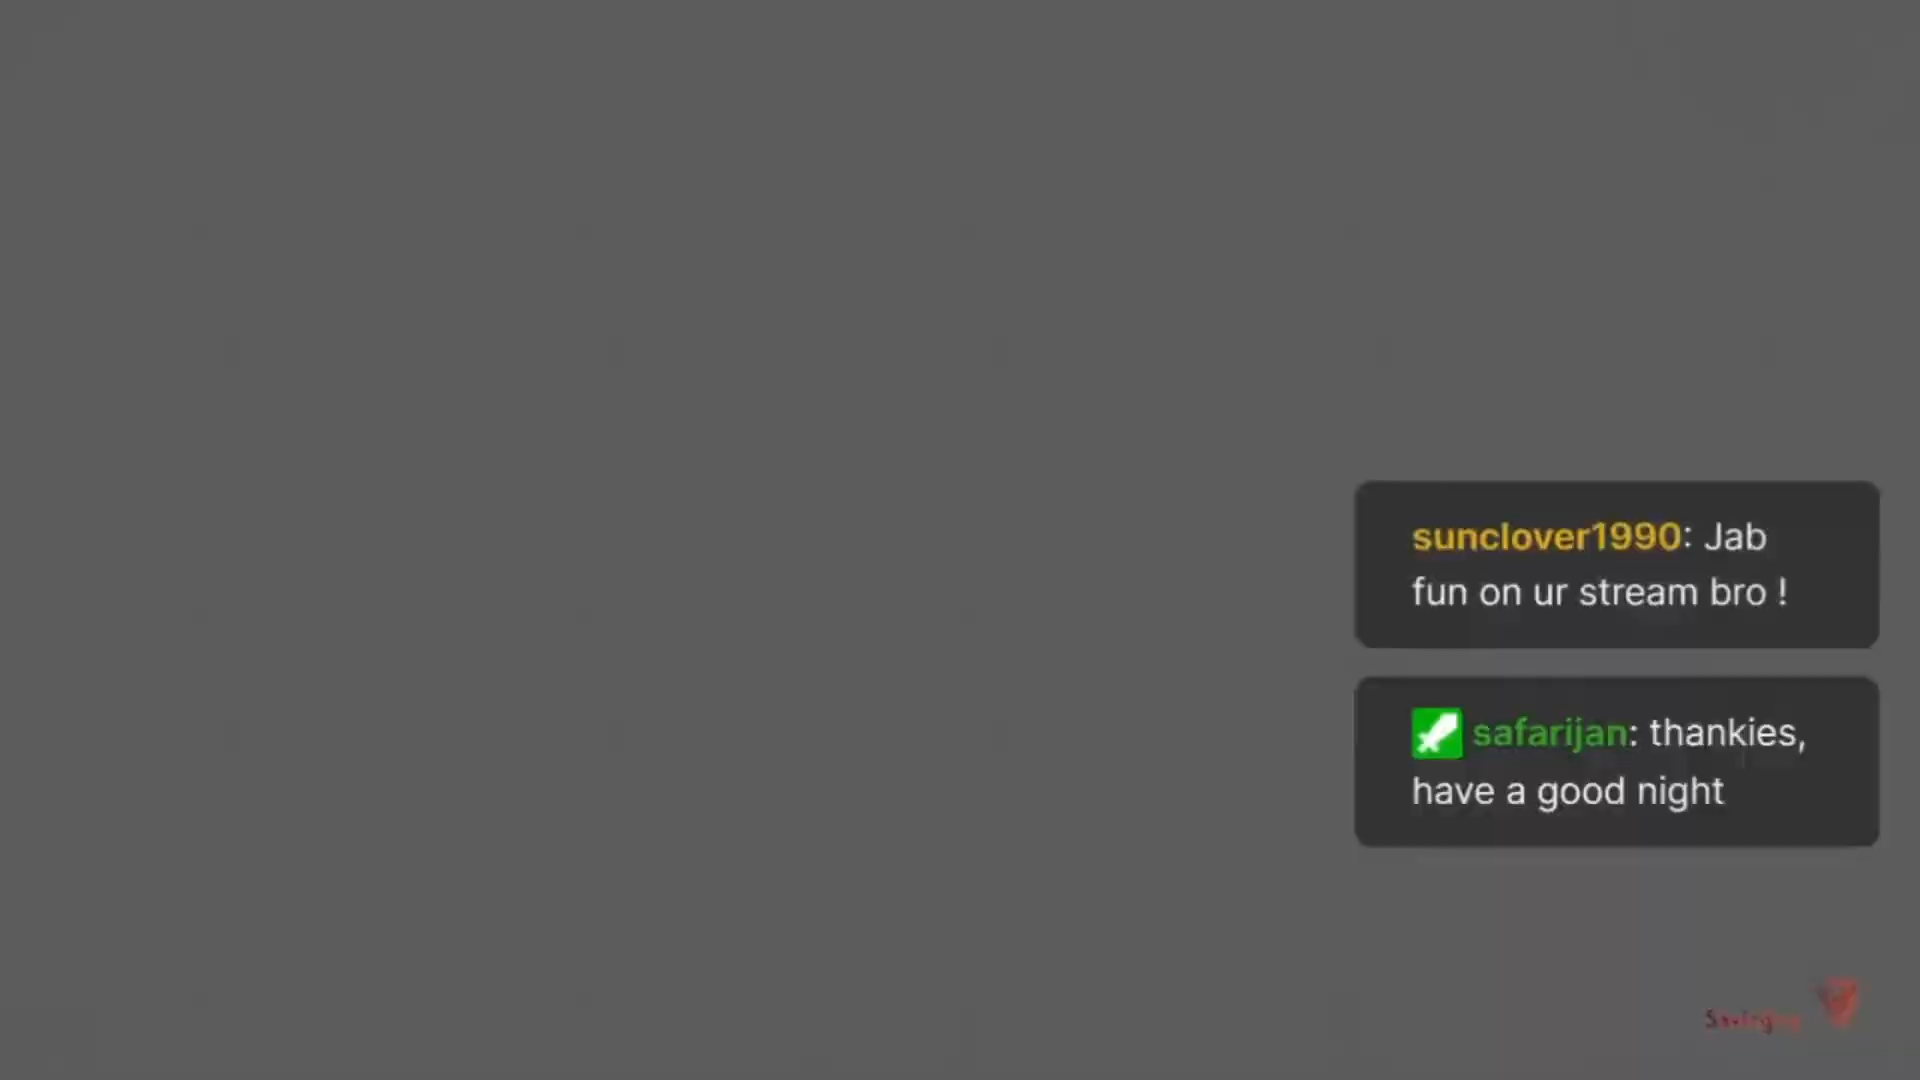 sunclover1990: Jab
fun on ur stream bro !
safarijan: thankies,
have a good night